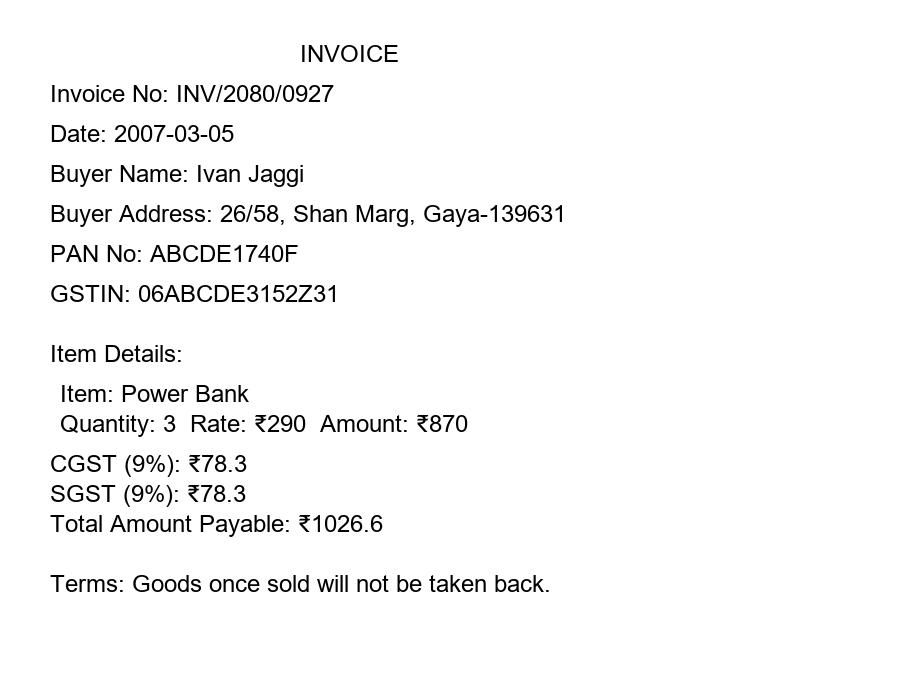 INVOICE
Invoice No: INV/2080/0927
Date: 2007-03-05
Buyer Name: Ivan Jaggi
Buyer Address: 26/58, Shan Marg, Gaya-139631
PAN No: ABCDE1740F
GSTIN: 06ABCDE3152Z31
Item Details:
Item: Power Bank
Quantity: 3  Rate: ₹290  Amount: ₹870
CGST (9%): ₹78.3
SGST (9%): ₹78.3
Total Amount Payable: ₹1026.6
Terms: Goods once sold will not be taken back.